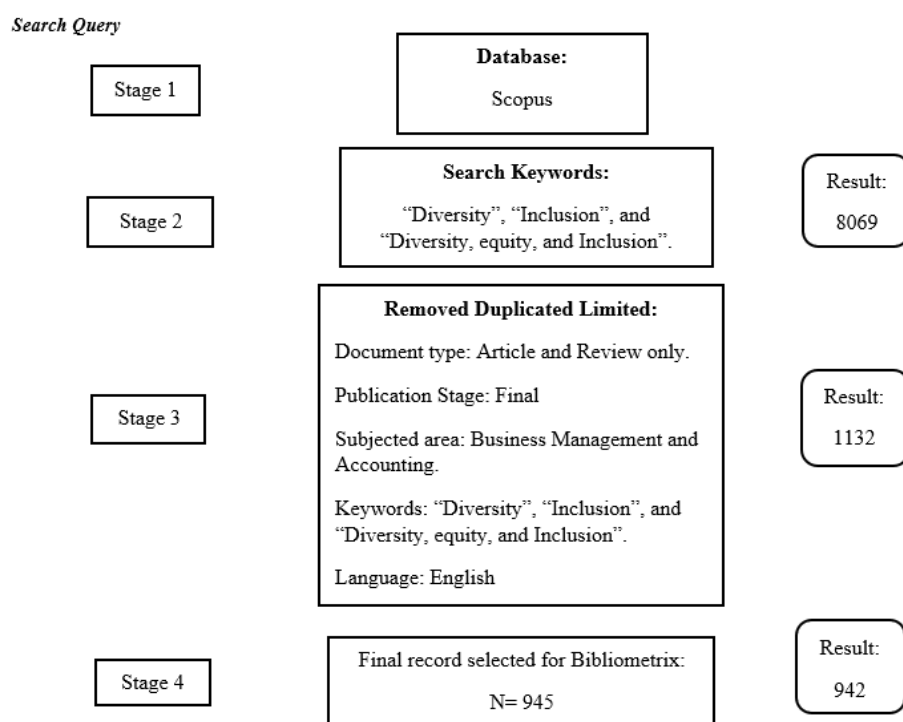 Search Query
Stage 1
Database:
Scopus
Stage 2
Search Keywords:
“Diversity”, “Inclusion”, and
“Diversity, equity, and Inclusion”.
Result:
8069
Stage 3
Removed Duplicated Limited:
Document type: Article and Review only.
Publication Stage: Final
Subjected area: Business Management and
Accounting.
Keywords: “Diversity”, “Inclusion”, and
“Diversity, equity, and Inclusion”.
Language: English
Result:
1132
Stage 4
Final record selected for Bibliometrix:
N= 945
Result:
942